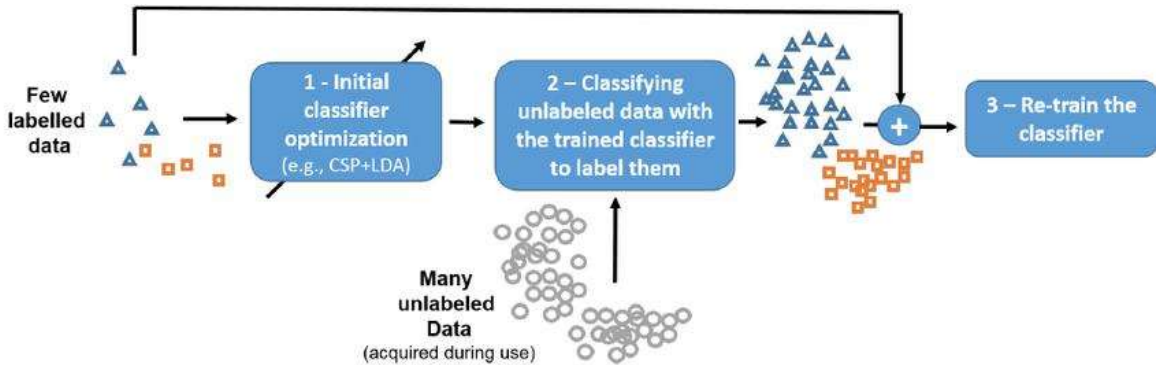 Few
labelled
data
1 - Initial
classifier
optimization
(e.g., CSP+LDA)
2 – Classifying
unlabeled data with
the trained classifier
to label them
+
3 – Re-train the
classifier
Many
unlabeled
Data
(acquired during use)